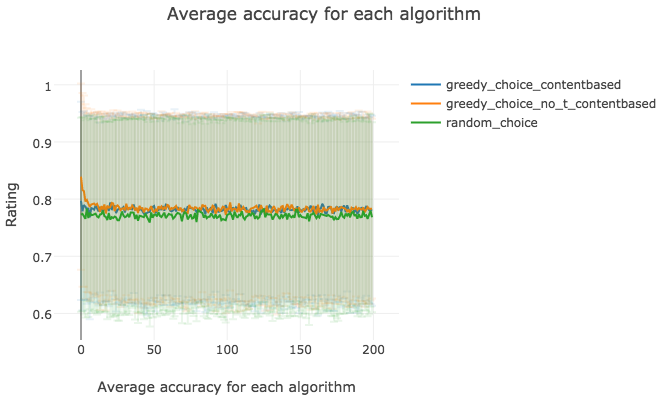 Average accuracy for each algorithm
greedy_choice_contentbased
greedy_choice_no_t_contentbased
random_choice
Rating
1
0.9
0.8
0.7
0.6
0 50 100 150 200
Average accuracy for each algorithm